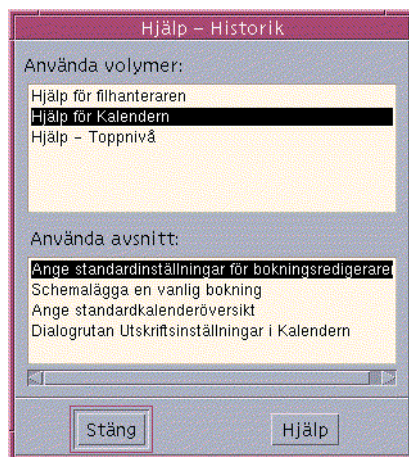 Hjälp – Historik
Använda volymer:
Hjälp för filhanteraren
Hjälp för Kalendern
Hjälp – Toppnivå
Använda avsnitt:
Ange standardinställningar för bokningsredigerare
Schemalägga en vanlig bokning
Ange standardkalenderöversikt
Dialogrutan Utskriftsinställningar i Kalendern
Stäng Hjälp